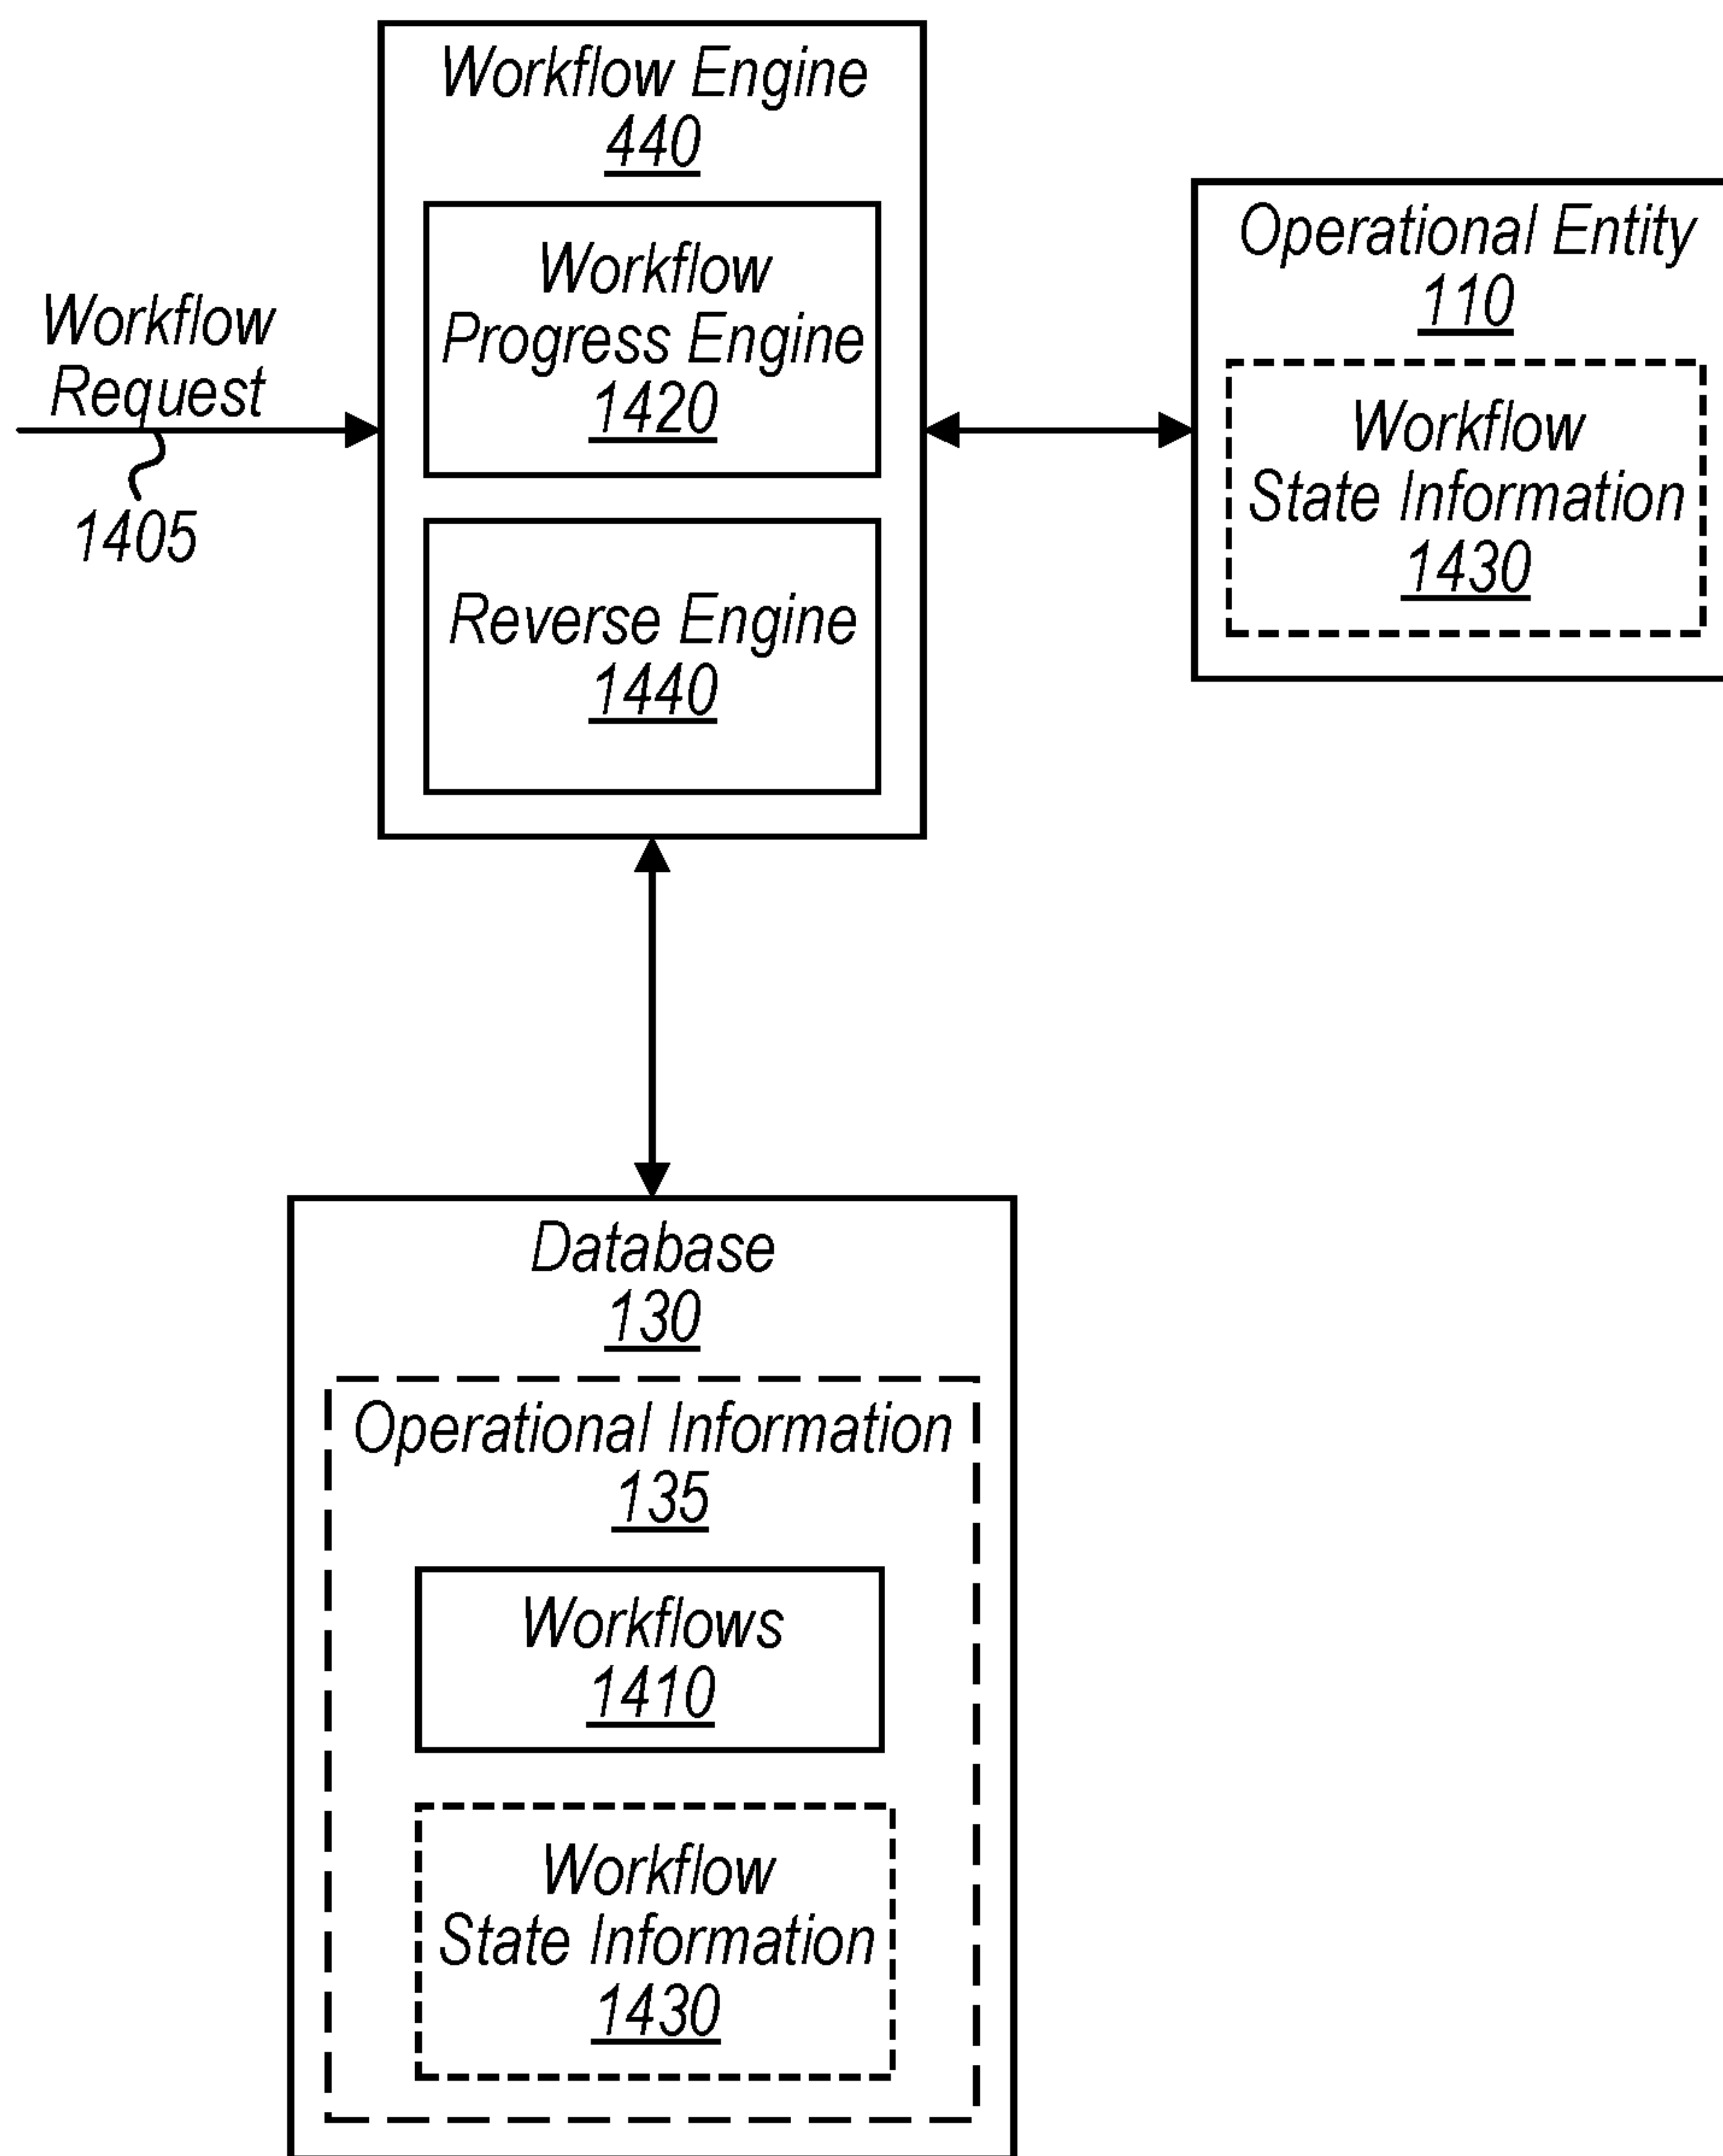 Workflow Engine
440
Workflow
Progress Engine
1420
Reverse Engine
1440
Workflow
Request
1405
Operational Entity
110
Workflow
State Information
1430
Database
130
Operational Information
135
Workflows
1410
Workflow
State Information
1430